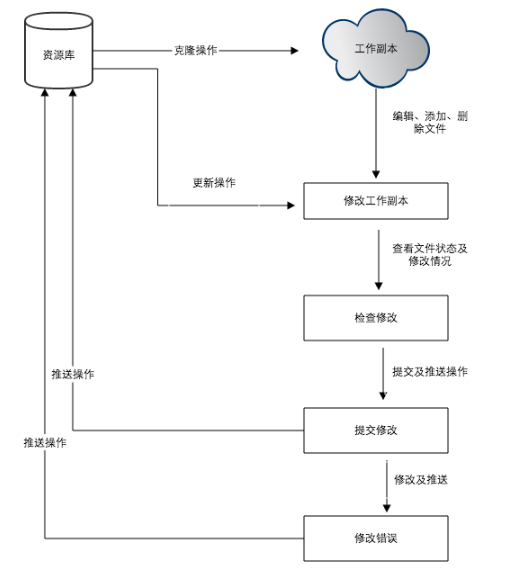 资源库
克隆操作
工作副本
编辑、添加、删
除文件
更新操作
修改工作副本
查看文件状态及
修改情况
检查修改
推送操作
提交及推送操作
提交修改
推送操作
修改及推送
修改错误